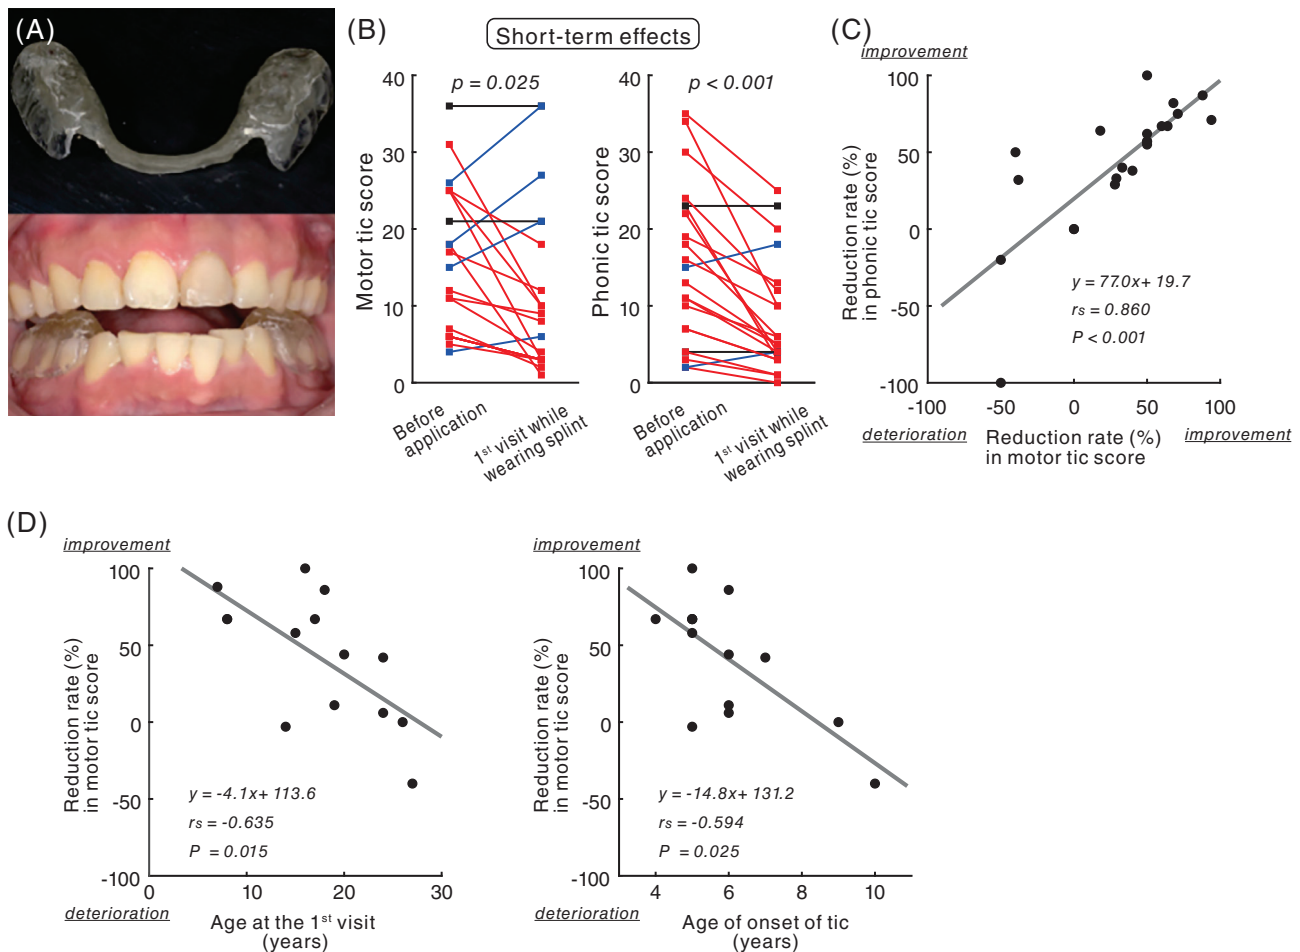 (A)
(B)
Short-term effects
Motor tic score
40
30
20
10
0
p = 0.025
Before
application
1st visit while
wearing splint
Phonic tic score
40
30
20
10
0
p < 0.001
Before
application
1st visit while
wearing splint
(C)
improvement
Reduction rate (%)
in phonic tic score
100
50
0
-50
-100
y = 77.0x+ 19.7
rs = 0.860
P < 0.001
-100
-50
0
50
100
deterioration
Reduction rate (%)
in motor tic score
improvement
(D)
improvement
Reduction rate (%)
in motor tic score
100
50
0
-50
-100
y = -4.1x+ 113.6
rs = -0.635
P = 0.015
0
10
20
30
deterioration
Age at the 1st visit
(years)
improvement
Reduction rate (%)
in motor tic score
100
50
0
-50
-100
y = -14.8x+ 131.2
rs = -0.594
P = 0.025
4
6
8
10
deterioration
Age of onset of tic
(years)